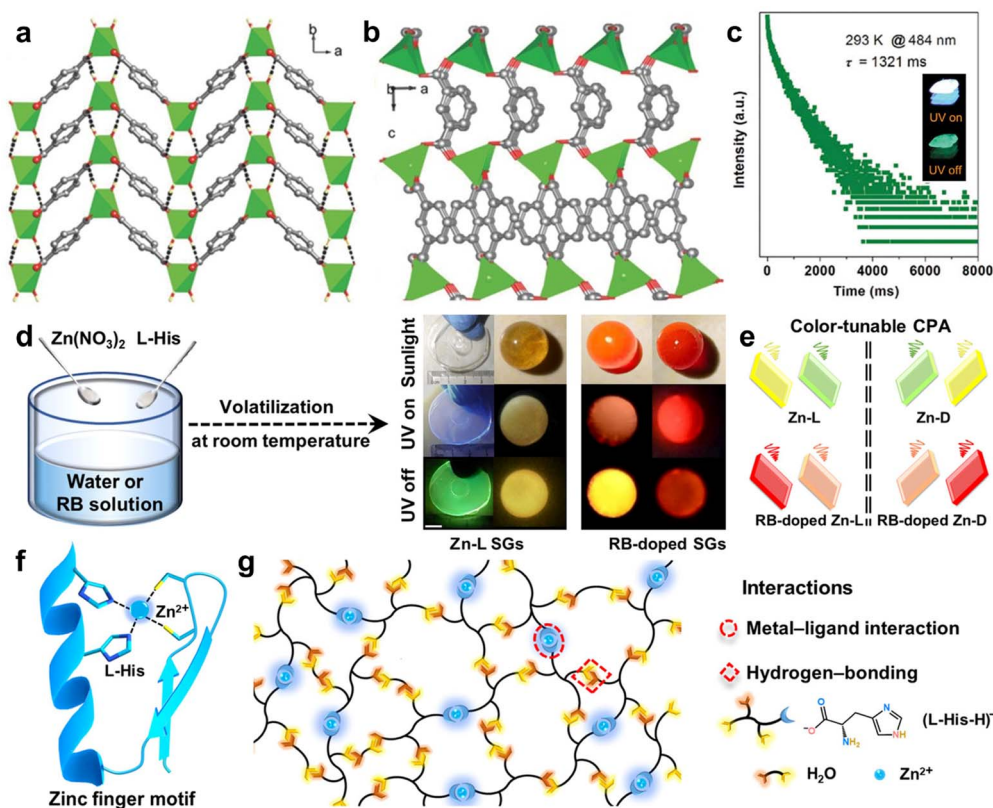 a
b
a
b
b
a
c
c
293 K @ 484 nm
τ = 1321 ms
UV on
UV off
Intensity (a.u.)
0 2000 4000 6000 8000
Time (ms)
d
Zn(NO₃)₂ L-His
Water or
RB solution
Volatilization
at room temperature
Sunlight
UV on
UV off
Zn-L SGs
RB-doped SGs
e
Color-tunable CPA
Zn-L
Zn-D
RB-doped Zn-L
RB-doped Zn-D
f
Zn²⁺
L-His
Zinc finger motif
g
Interactions
Metal–ligand interaction
Hydrogen–bonding
O
⁻O
NH₂
N
NH
(L-His-H)⁻
H₂O
Zn²⁺